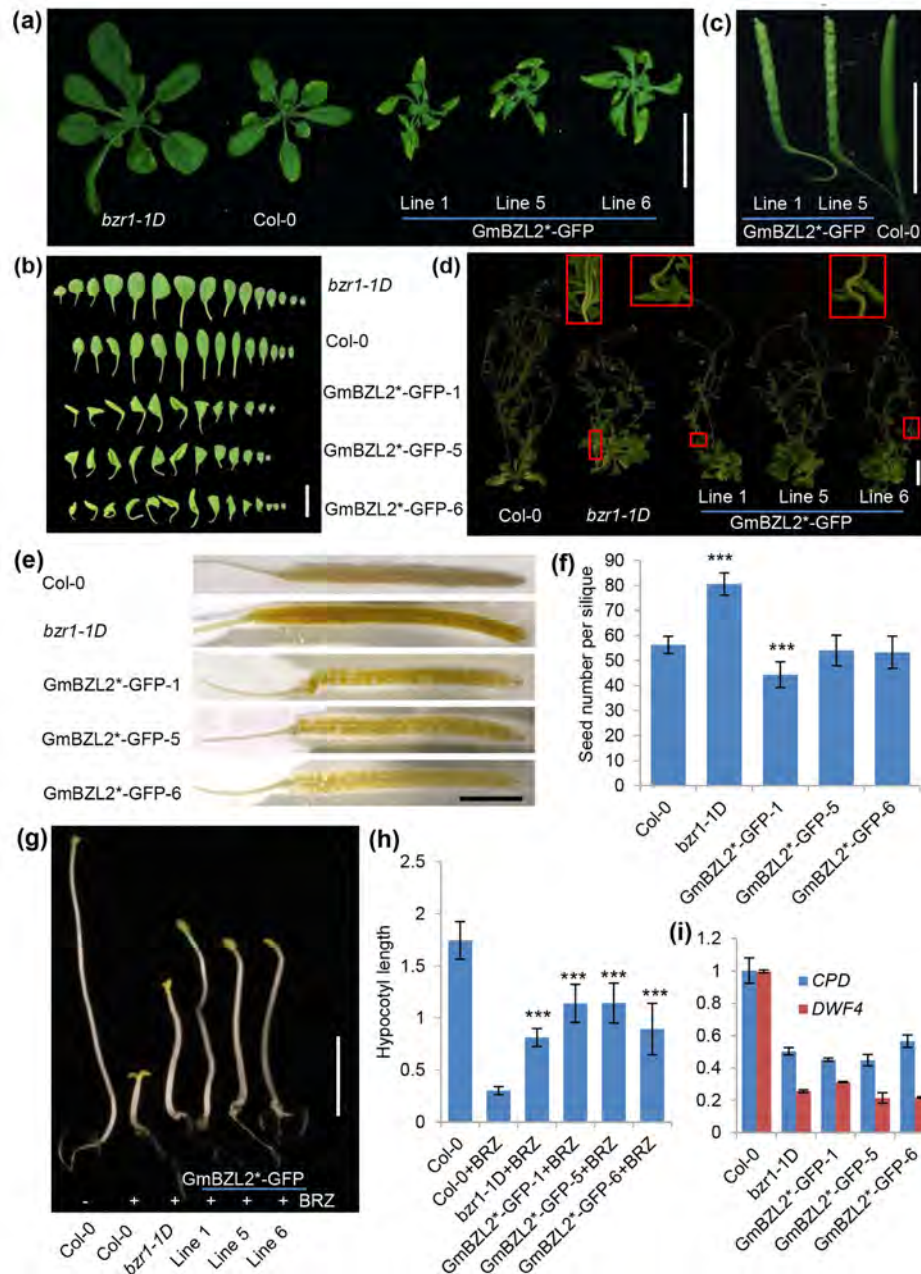 (a)
bzr1-1D
Col-0
Line 1 Line 5 Line 6
GmBZL2*-GFP
(c)
Line 1 Line 5
GmBZL2*-GFP Col-0
(b)
bzr1-1D
Col-0
GmBZL2*-GFP-1
GmBZL2*-GFP-5
GmBZL2*-GFP-6
(d)
Col-0
bzr1-1D
Line 1 Line 5 Line 6
GmBZL2*-GFP
(e)
Col-0
bzr1-1D
GmBZL2*-GFP-1
GmBZL2*-GFP-5
GmBZL2*-GFP-6
(f)
Seed number per silique
90
80
70
60
50
40
30
20
10
0
***
***
Col-0
bzr1-1D
GmBZL2*-GFP-1
GmBZL2*-GFP-5
GmBZL2*-GFP-6
(g)
GmBZL2*-GFP
- + + + + + BRZ
Col-0
Col-0
bzr1-1D
Line 1
Line 5
Line 6
(h)
Hypocotyl length
2.5
2
1.5
1
0.5
0
***
***
***
***
Col-0
Col-0+BRZ
bzr1-1D+BRZ
GmBZL2*-GFP-1+BRZ
GmBZL2*-GFP-5+BRZ
GmBZL2*-GFP-6+BRZ
(i)
1.2
1
0.8
0.6
0.4
0.2
0
CPD
DWF4
Col-0
bzr1-1D
GmBZL2*-GFP-1
GmBZL2*-GFP-5
GmBZL2*-GFP-6